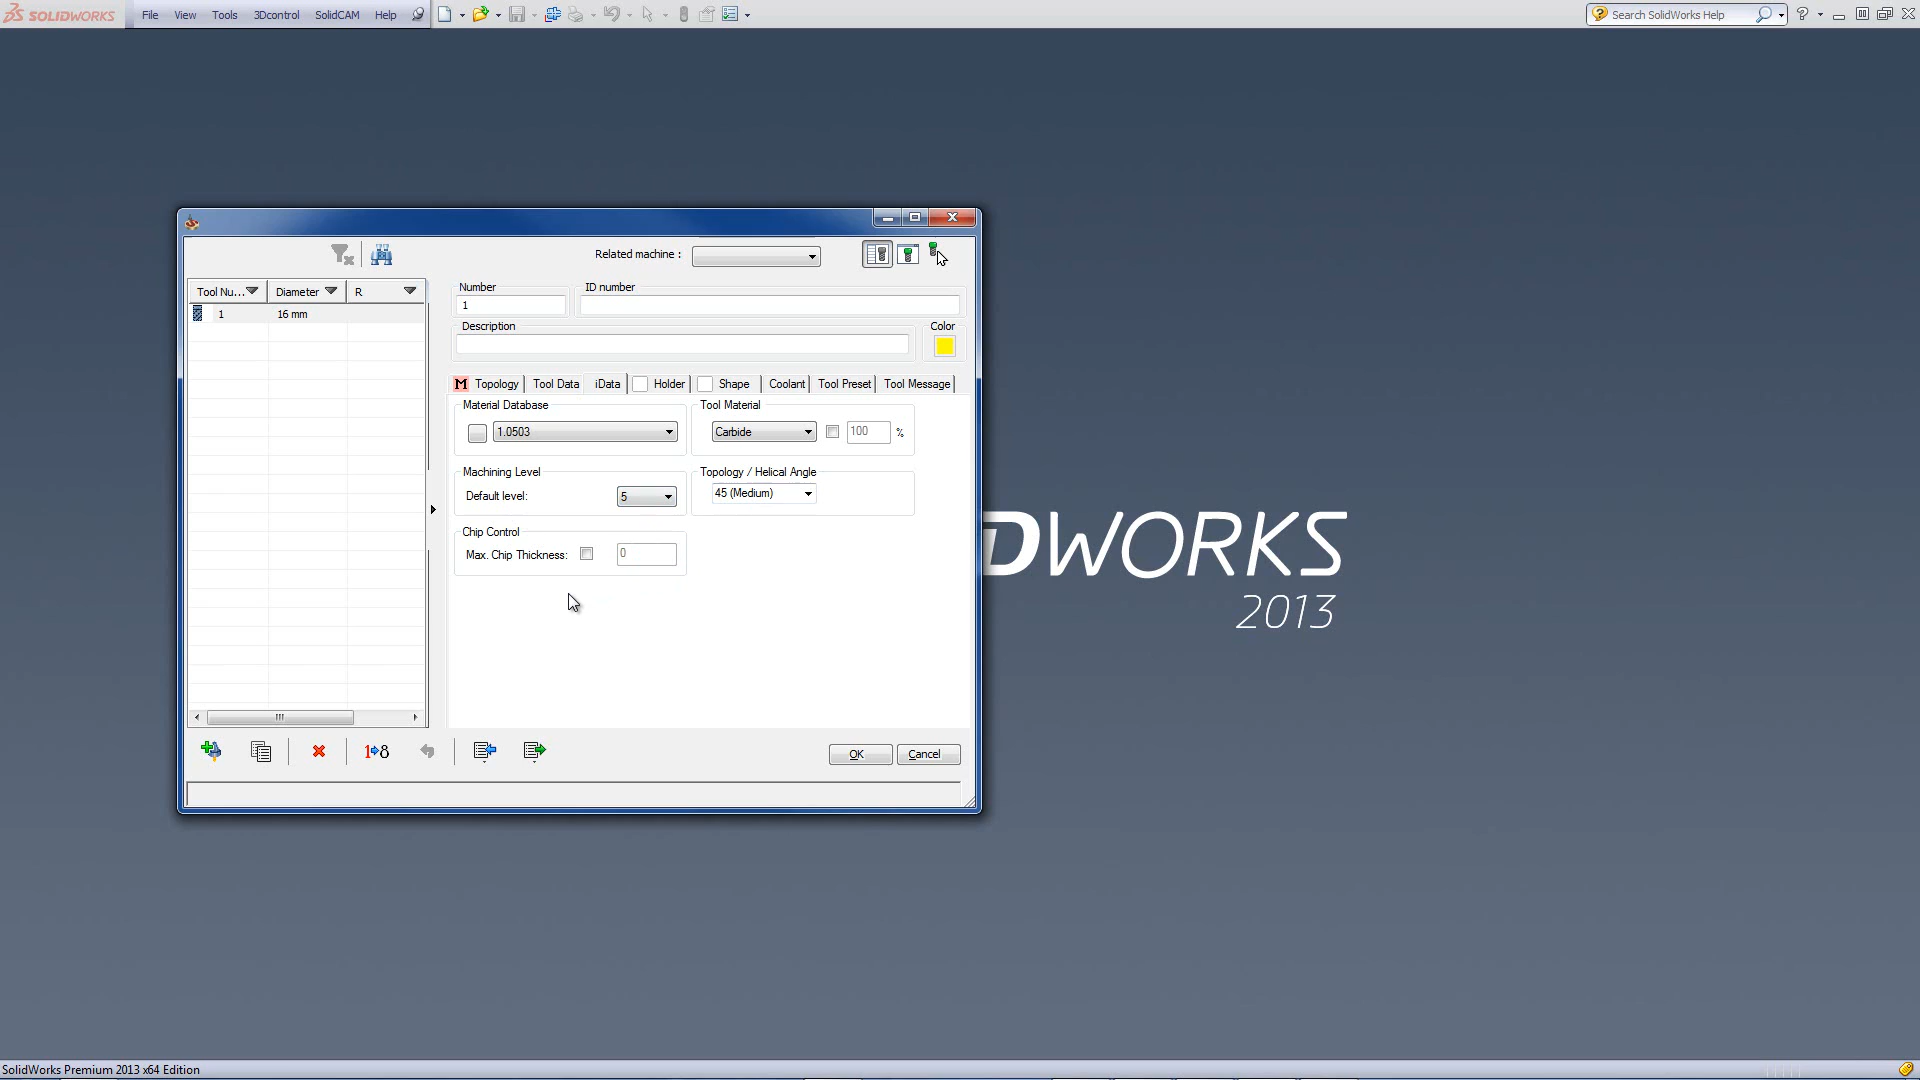 SOLIDWORKS File View Tools 3Dcontrol SolidCAM Help Search SolidWorks Help
Related machine :
Tool Nu... Diameter R
1 16 mm
Number ID number
1
Description Color
M Topology Tool Data iData Holder Shape Coolant Tool Preset Tool Message
Material Database Tool Material
1.0503 Carbide 100 %
Machining Level Topology / Helical Angle
Default level: 5 45 (Medium)
Chip Control
Max. Chip Thickness: 0
DWORKS
2013
1 8 OK Cancel
SolidWorks Premium 2013 x64 Edition